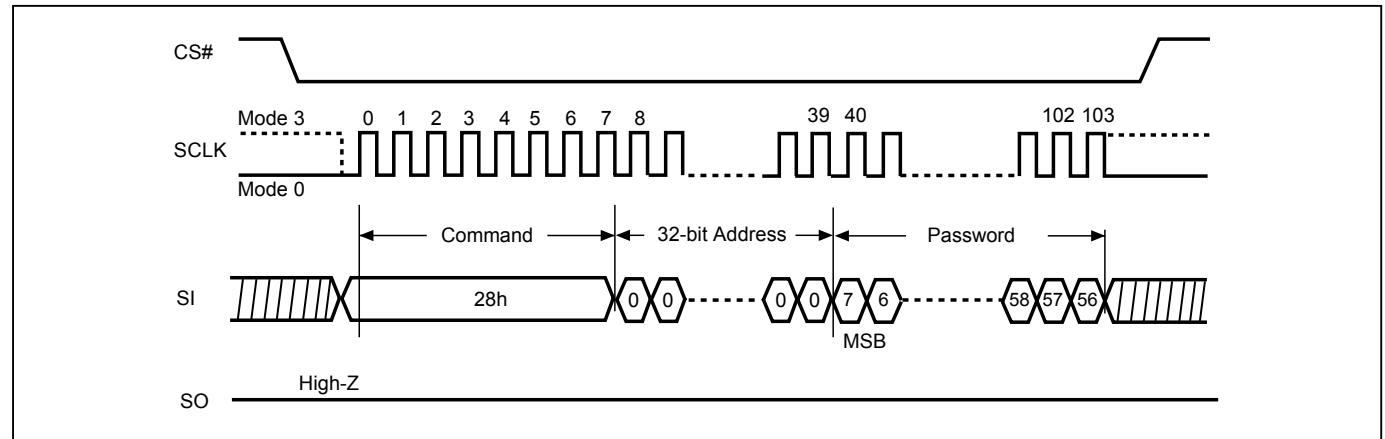 CS#
Mode 3 0 1 2 3 4 5 6 7 8 39 40 102 103
SCLK
Mode 0
Command 32-bit Address Password
SI 28h 0 0 0 0 7 6 58 57 56
MSB
High-Z
SO